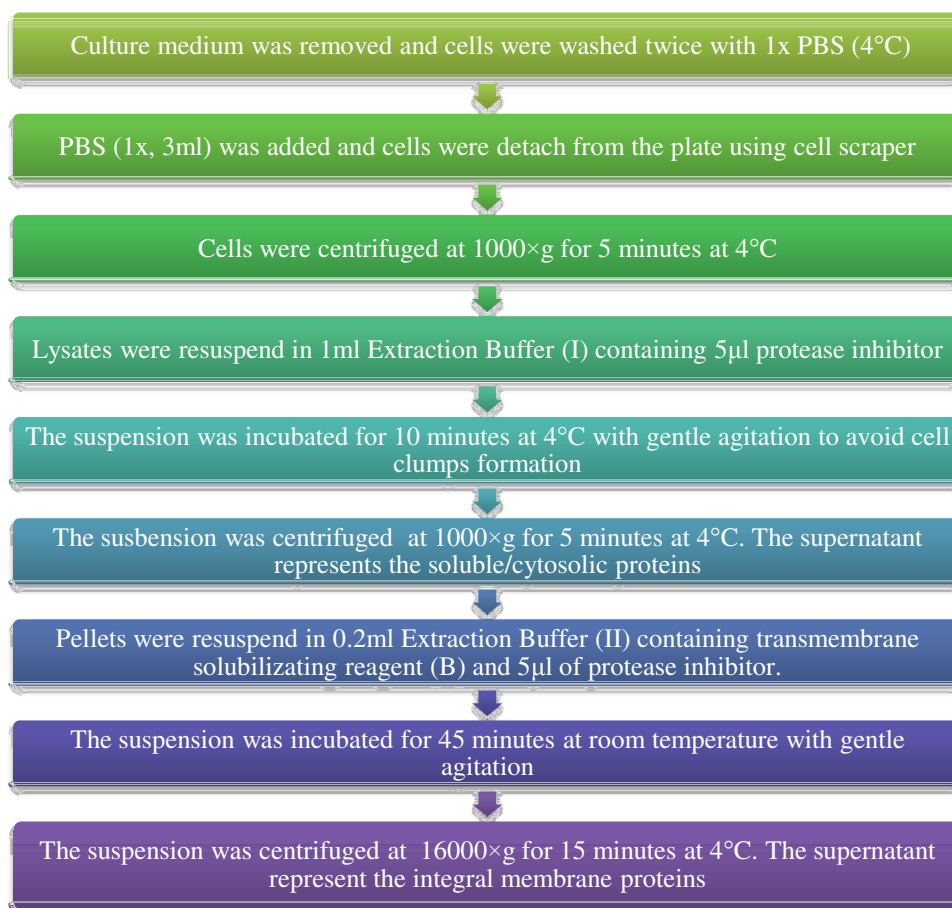 Culture medium was removed and cells were washed twice with 1x PBS (4°C)
PBS (1x, 3ml) was added and cells were detach from the plate using cell scraper
Cells were centrifuged at 1000×g for 5 minutes at 4°C
Lysates were resuspend in 1ml Extraction Buffer (I) containing 5µl protease inhibitor
The suspension was incubated for 10 minutes at 4°C with gentle agitation to avoid cell
clumps formation
The susbension was centrifuged at 1000×g for 5 minutes at 4°C. The supernatant
represents the soluble/cytosolic proteins
Pellets were resuspend in 0.2ml Extraction Buffer (II) containing transmembrane
solubilizating reagent (B) and 5µl of protease inhibitor.
The suspension was incubated for 45 minutes at room temperature with gentle
agitation
The suspension was centrifuged at 16000×g for 15 minutes at 4°C. The supernatant
represent the integral membrane proteins